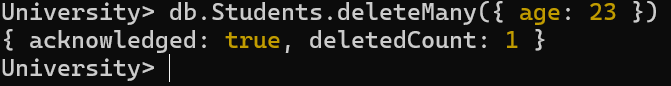 University> db.Students.deleteMany({ age: 23 })
{ acknowledged: true, deletedCount: 1 }
University>